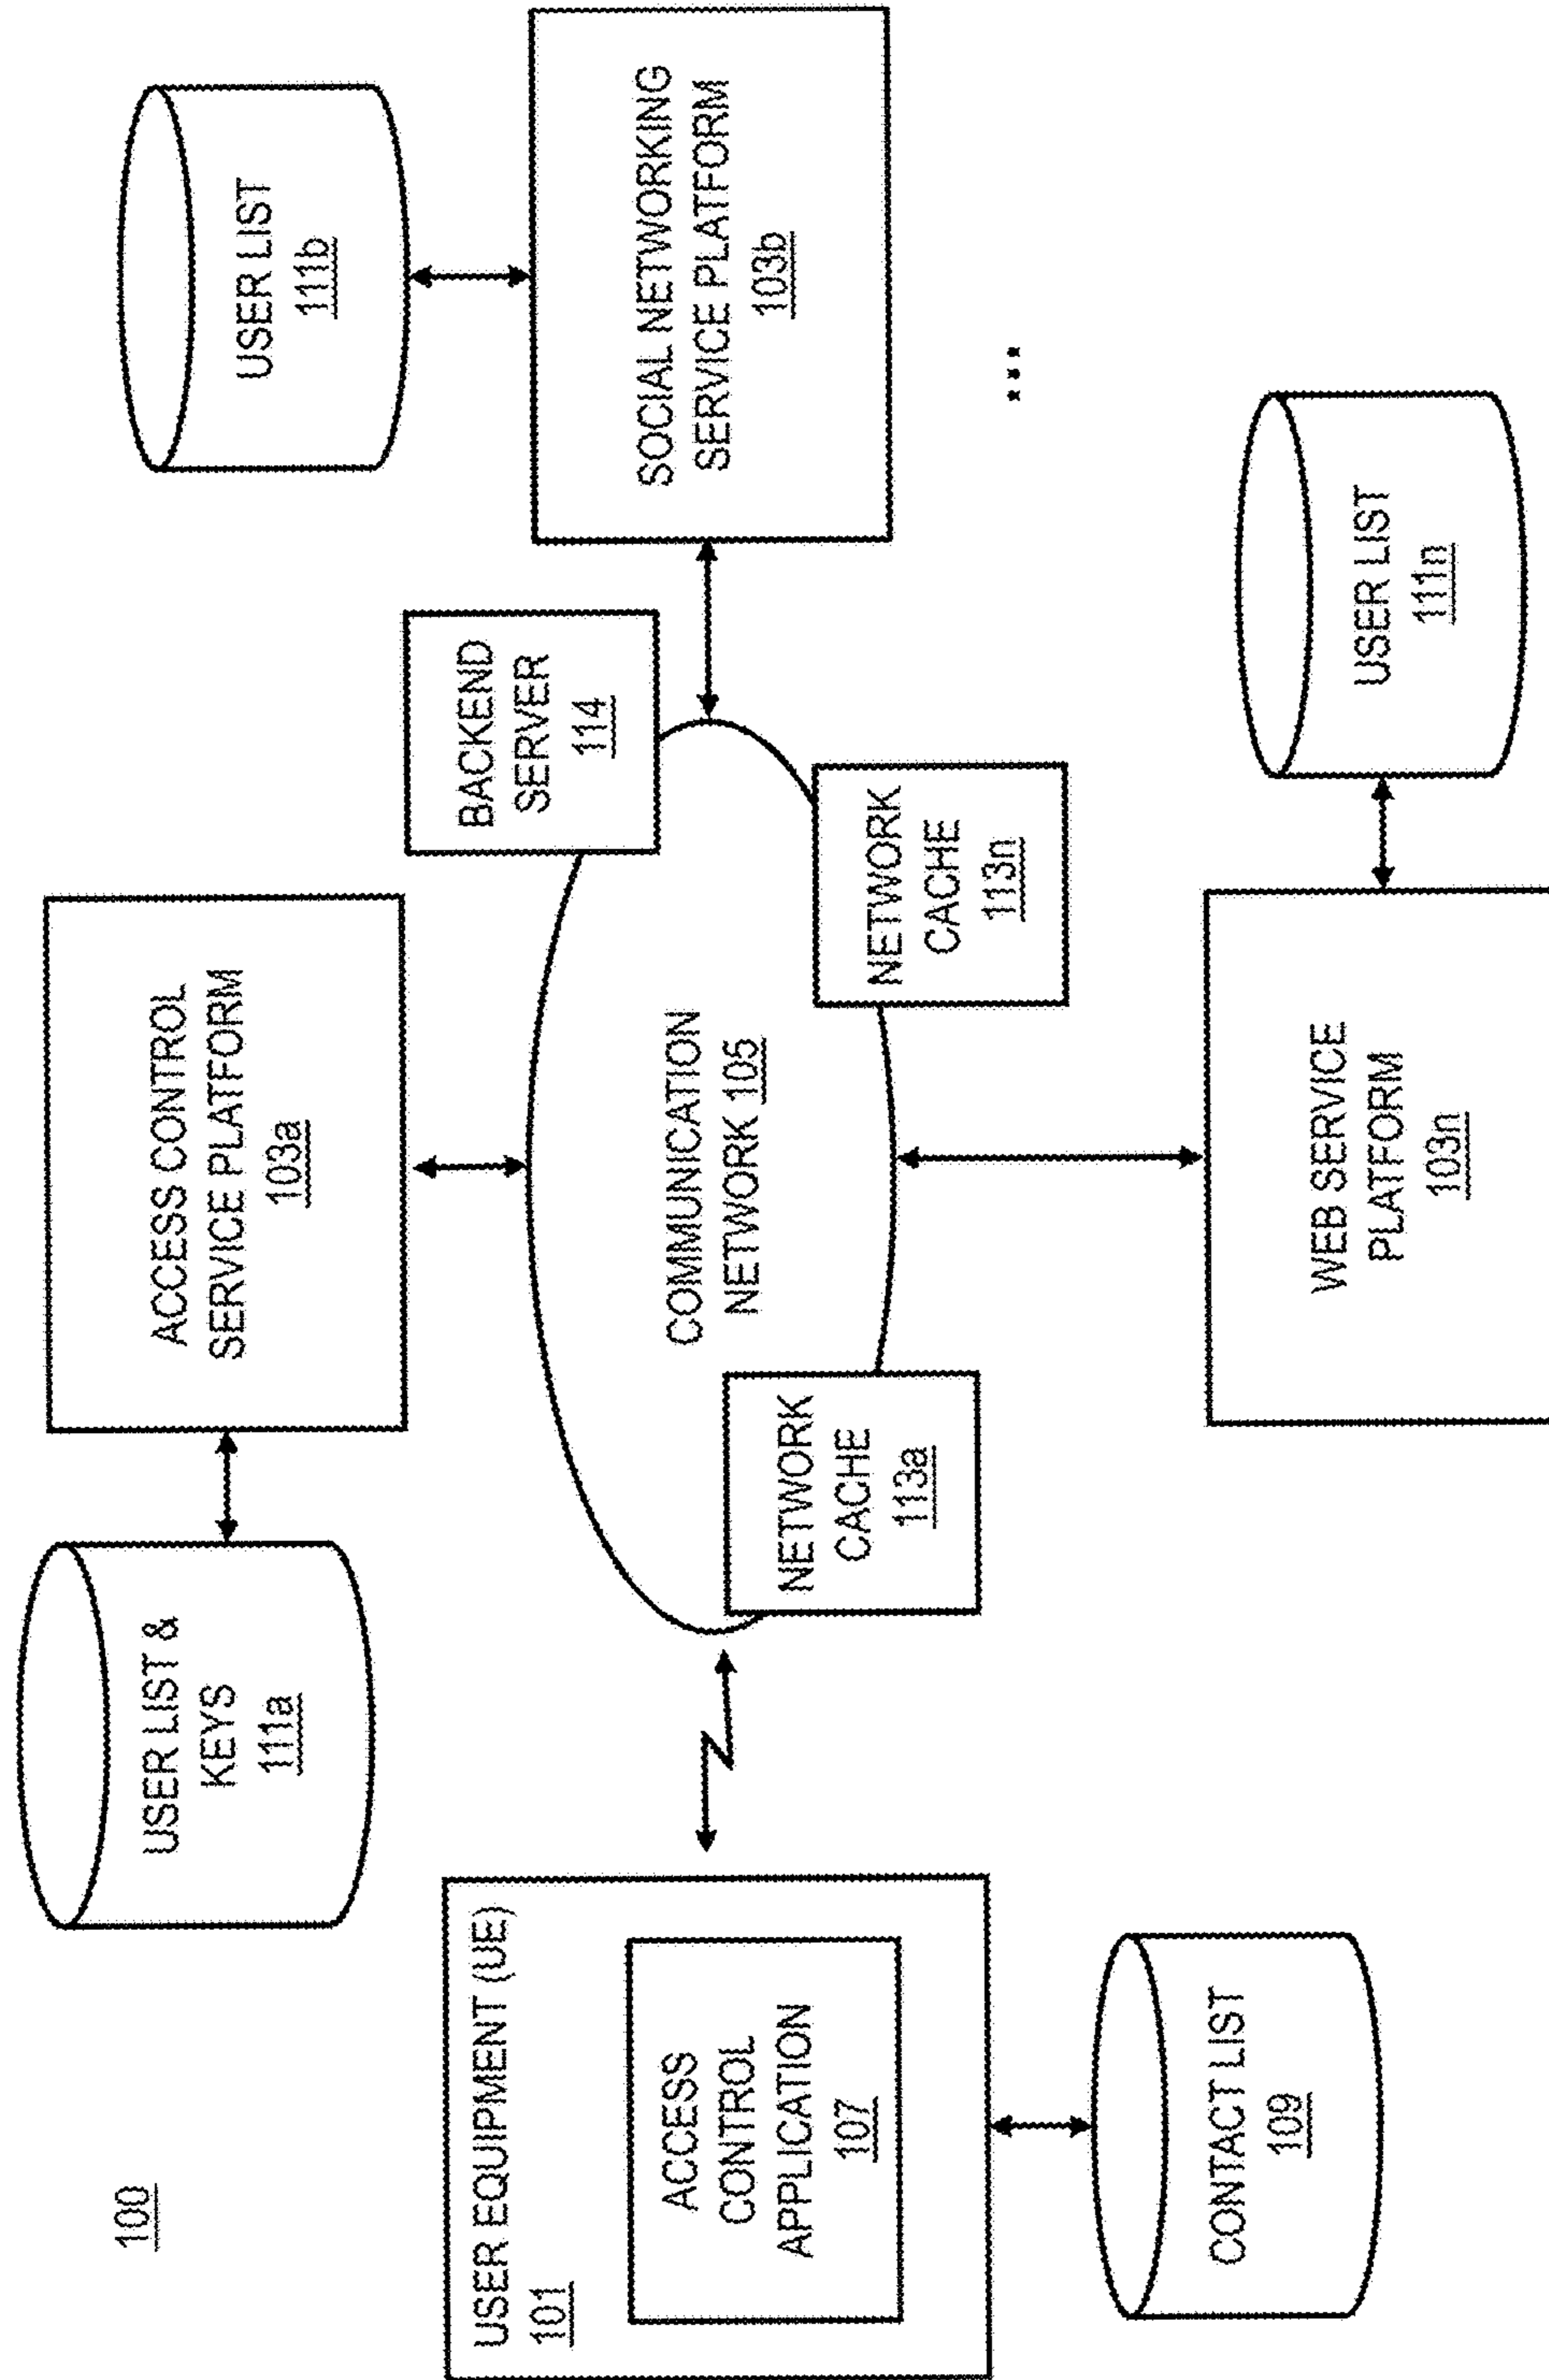 100
USER LIST &
KEYS
111a
ACCESS CONTROL
SERVICE PLATFORM
103a
USER LIST
111b
BACKEND
SERVER
114
SOCIAL NETWORKING
SERVICE PLATFORM
103b
USER EQUIPMENT (UE)
101
ACCESS
CONTROL
APPLICATION
107
COMMUNICATION
NETWORK 105
NETWORK
CACHE
113a
NETWORK
CACHE
113n
...
CONTACT LIST
109
WEB SERVICE
PLATFORM
103n
USER LIST
111n